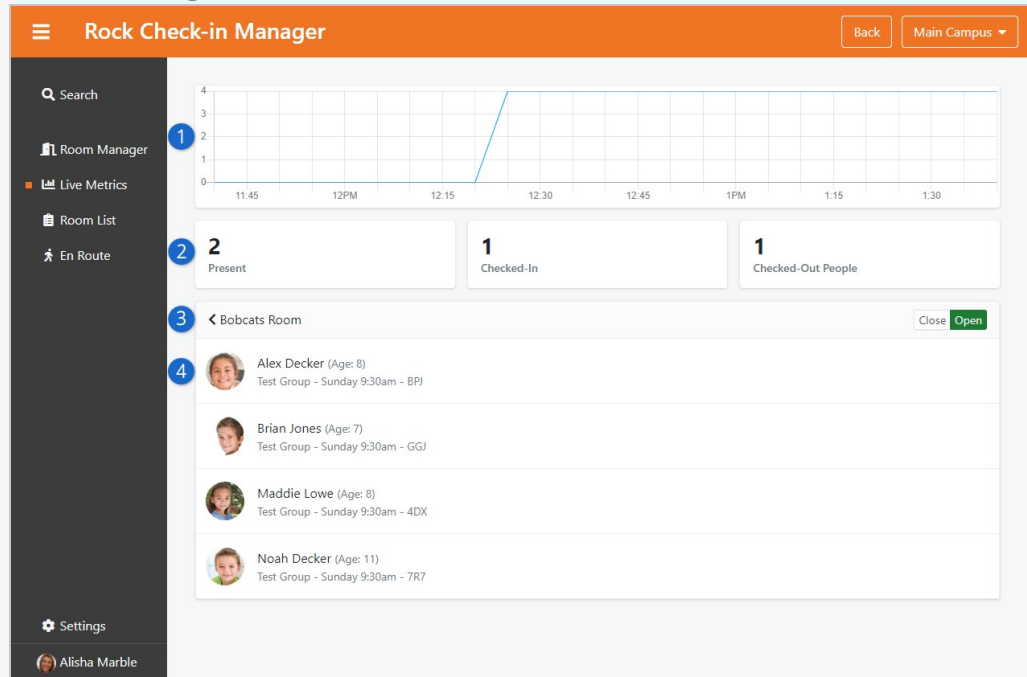 Rock Check-in Manager
Back
Main Campus
Search
Room Manager
Live Metrics
Room List
En Route
Settings
Alisha Marble
1
4
3
2
1
0
11:45 12PM 12:15 12:30 12:45 1PM 1:15 1:30
2
2
Present
1
Checked-In
1
Checked-Out People
3
Bobcats Room
Close Open
4
Alex Decker (Age: 8)
Test Group - Sunday 9:30am - BPJ
Brian Jones (Age: 7)
Test Group - Sunday 9:30am - GGJ
Maddie Lowe (Age: 8)
Test Group - Sunday 9:30am - 4DX
Noah Decker (Age: 11)
Test Group - Sunday 9:30am - 7R7